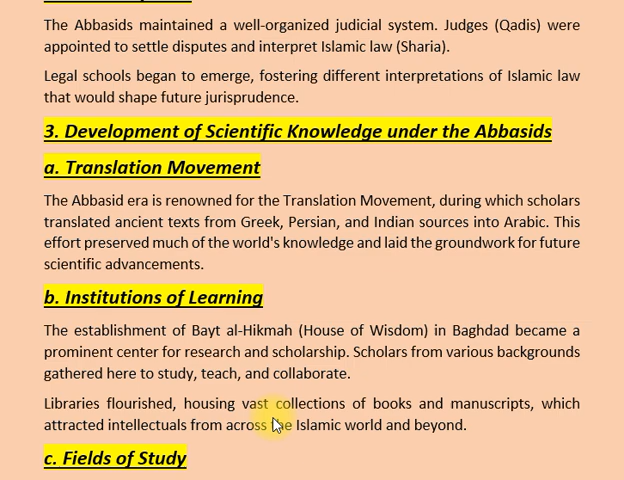 The Abbasids maintained a well-organized judicial system. Judges (Qadis) were
appointed to settle disputes and interpret Islamic law (Sharia).
Legal schools began to emerge, fostering different interpretations of Islamic law
that would shape future jurisprudence.
3. Development of Scientific Knowledge under the Abbasids
a. Translation Movement
The Abbasid era is renowned for the Translation Movement, during which scholars
translated ancient texts from Greek, Persian, and Indian sources into Arabic. This
effort preserved much of the world's knowledge and laid the groundwork for future
scientific advancements.
b. Institutions of Learning
The establishment of Bayt al-Hikmah (House of Wisdom) in Baghdad became a
prominent center for research and scholarship. Scholars from various backgrounds
gathered here to study, teach, and collaborate.
Libraries flourished, housing vast collections of books and manuscripts, which
attracted intellectuals from across the Islamic world and beyond.
c. Fields of Study